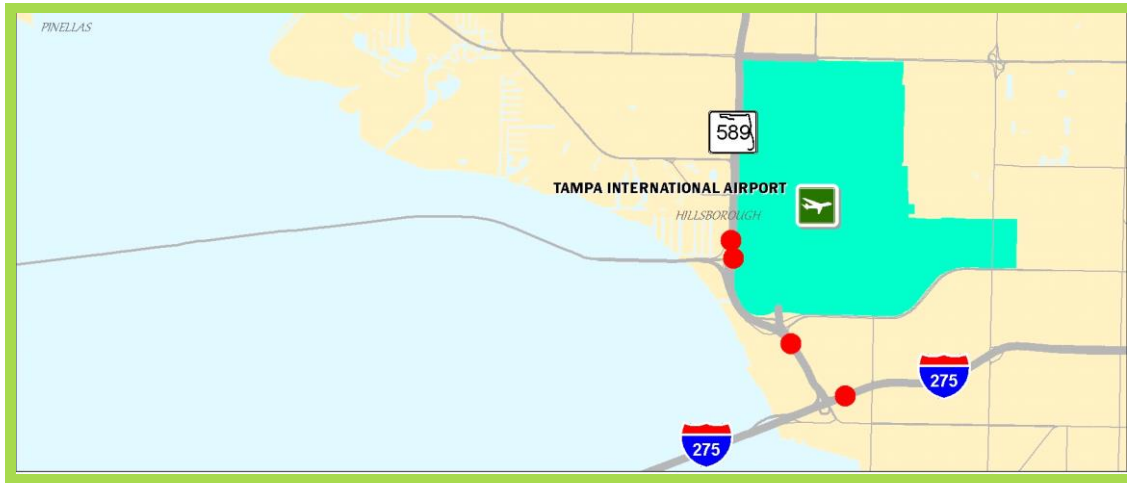 PINELLAS
589
TAMPA INTERNATIONAL AIRPORT
HILLSBOROUGH
275
275